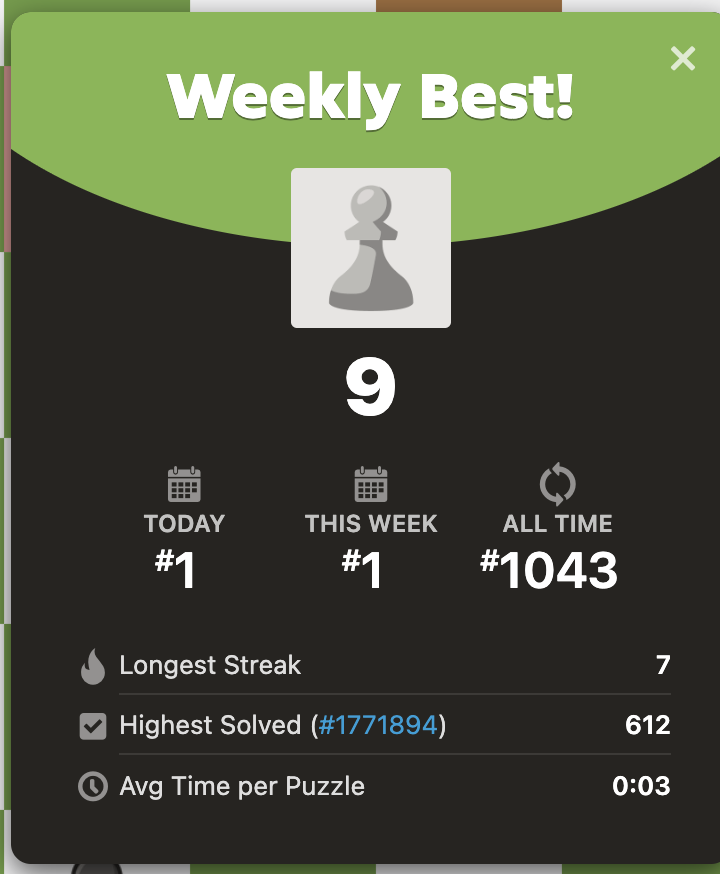 Weekly Best!
9
TODAY THIS WEEK ALL TIME
#1 #1 #1043
Longest Streak 7
Highest Solved (#1771894) 612
Avg Time per Puzzle 0:03